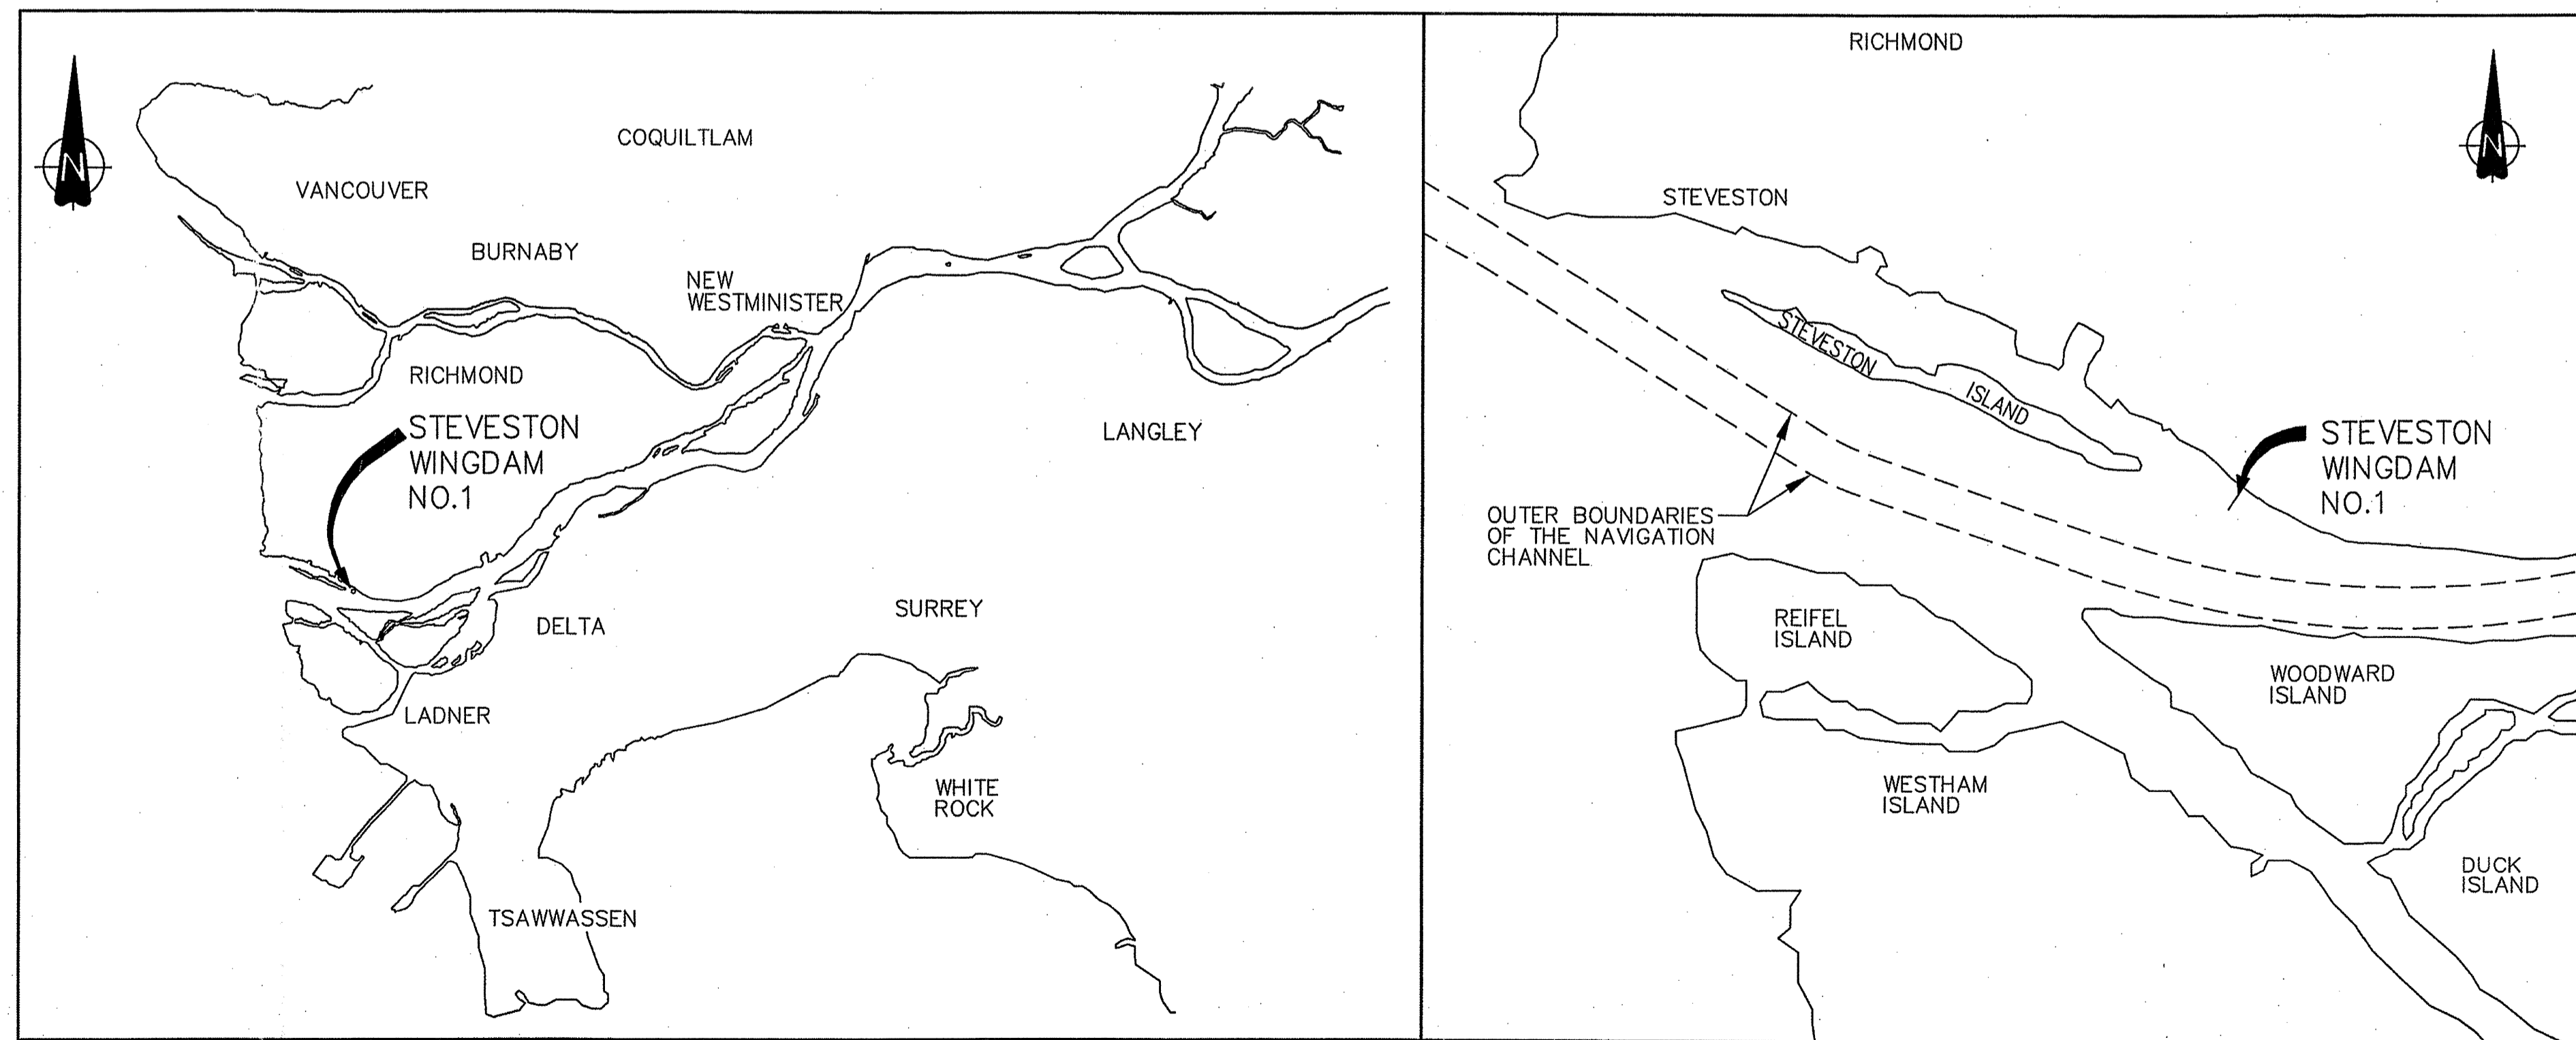 N
COQUILTLAM
VANCOUVER
BURNABY
NEW
WESTMINISTER
RICHMOND
STEVESTON
WINGDAM
NO.1
LANGLEY
SURREY
DELTA
LADNER
WHITE
ROCK
TSAWWASSEN
RICHMOND
N
STEVESTON
STEVESTON ISLAND
STEVESTON
WINGDAM
NO.1
OUTER BOUNDARIES
OF THE NAVIGATION
CHANNEL
REIFEL
ISLAND
WOODWARD
ISLAND
WESTHAM
ISLAND
DUCK
ISLAND